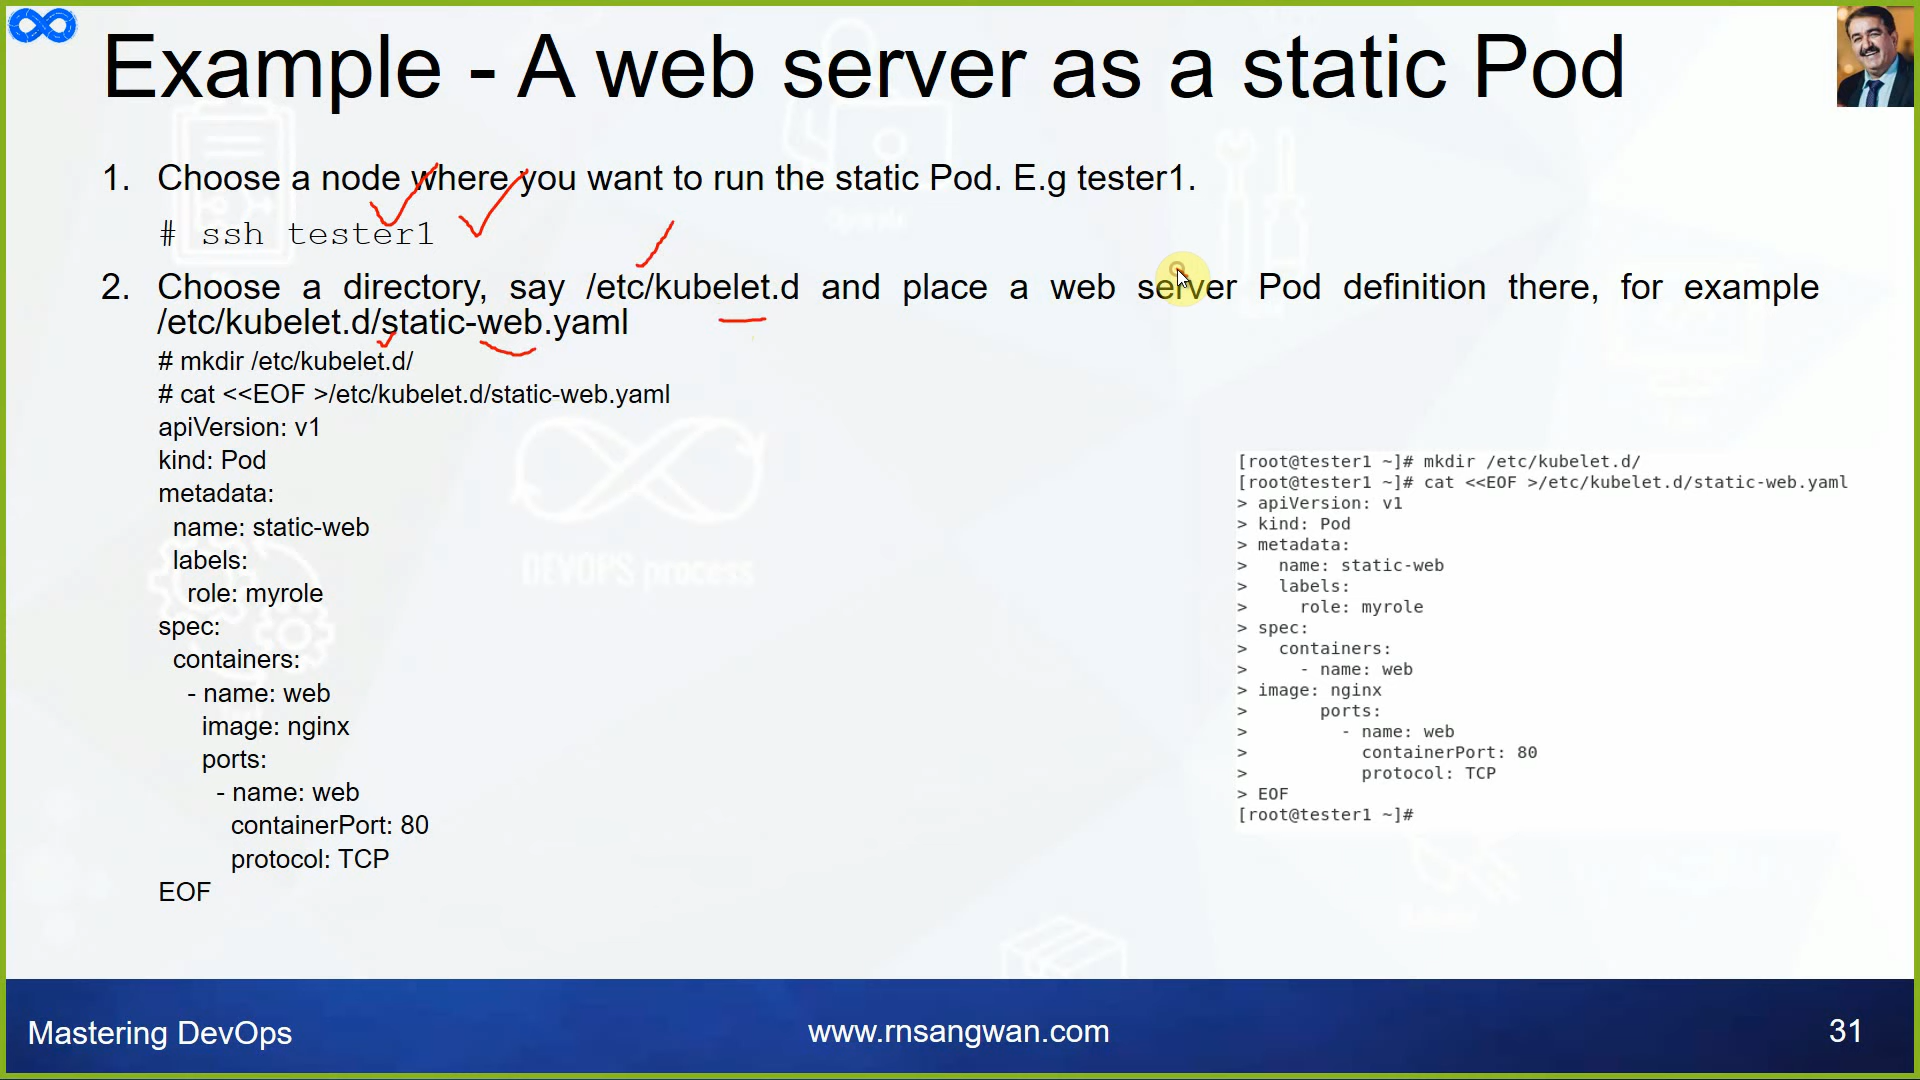 Example - A web server as a static Pod
1. Choose a node where you want to run the static Pod. E.g tester1.
# ssh tester1
2. Choose a directory, say /etc/kubelet.d and place a web server Pod definition there, for example
/etc/kubelet.d/static-web.yaml
# mkdir /etc/kubelet.d/
# cat <<EOF >/etc/kubelet.d/static-web.yaml
apiVersion: v1
kind: Pod
metadata:
  name: static-web
  labels:
    role: myrole
spec:
  containers:
    - name: web
      image: nginx
      ports:
        - name: web
          containerPort: 80
          protocol: TCP
EOF
[root@tester1 ~]# mkdir /etc/kubelet.d/
[root@tester1 ~]# cat <<EOF >/etc/kubelet.d/static-web.yaml
> apiVersion: v1
> kind: Pod
> metadata:
>   name: static-web
>   labels:
>     role: myrole
> spec:
>   containers:
>     - name: web
> image: nginx
>       ports:
>         - name: web
>           containerPort: 80
>           protocol: TCP
> EOF
[root@tester1 ~]#
DEVOPS process
Mastering DevOps
www.rnsangwan.com
31